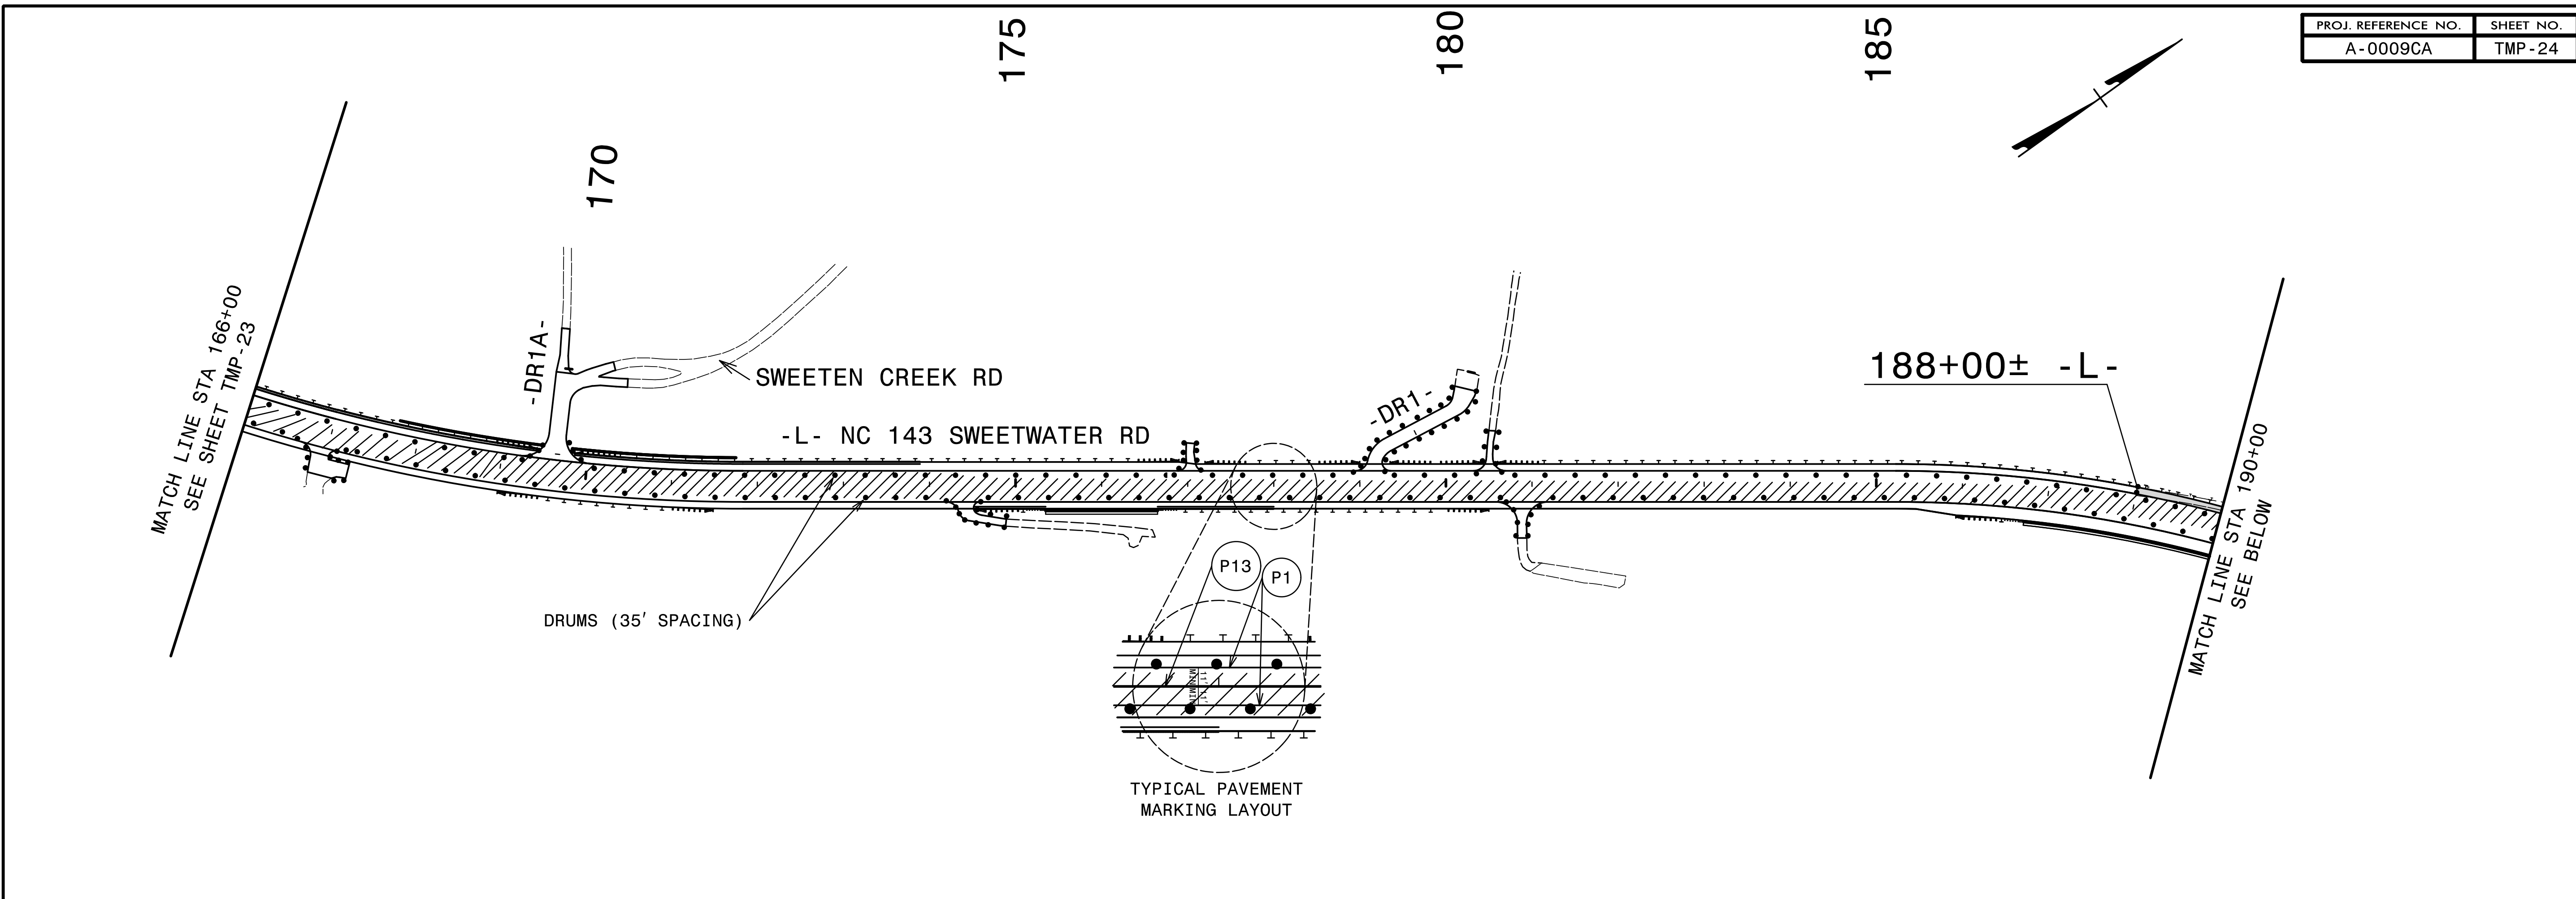 PROJ. REFERENCE NO. SHEET NO.
A-0009CA TMP-24
170
175
180
185
MATCH LINE STA 166+00
SEE SHEET TMP-23
-DR1A-
SWEETEN CREEK RD
-L- NC 143 SWEETWATER RD
-DR1-
188+00± -L-
MATCH LINE STA 190+00
SEE BELOW
DRUMS (35' SPACING)
P13
P1
TYPICAL PAVEMENT
MARKING LAYOUT